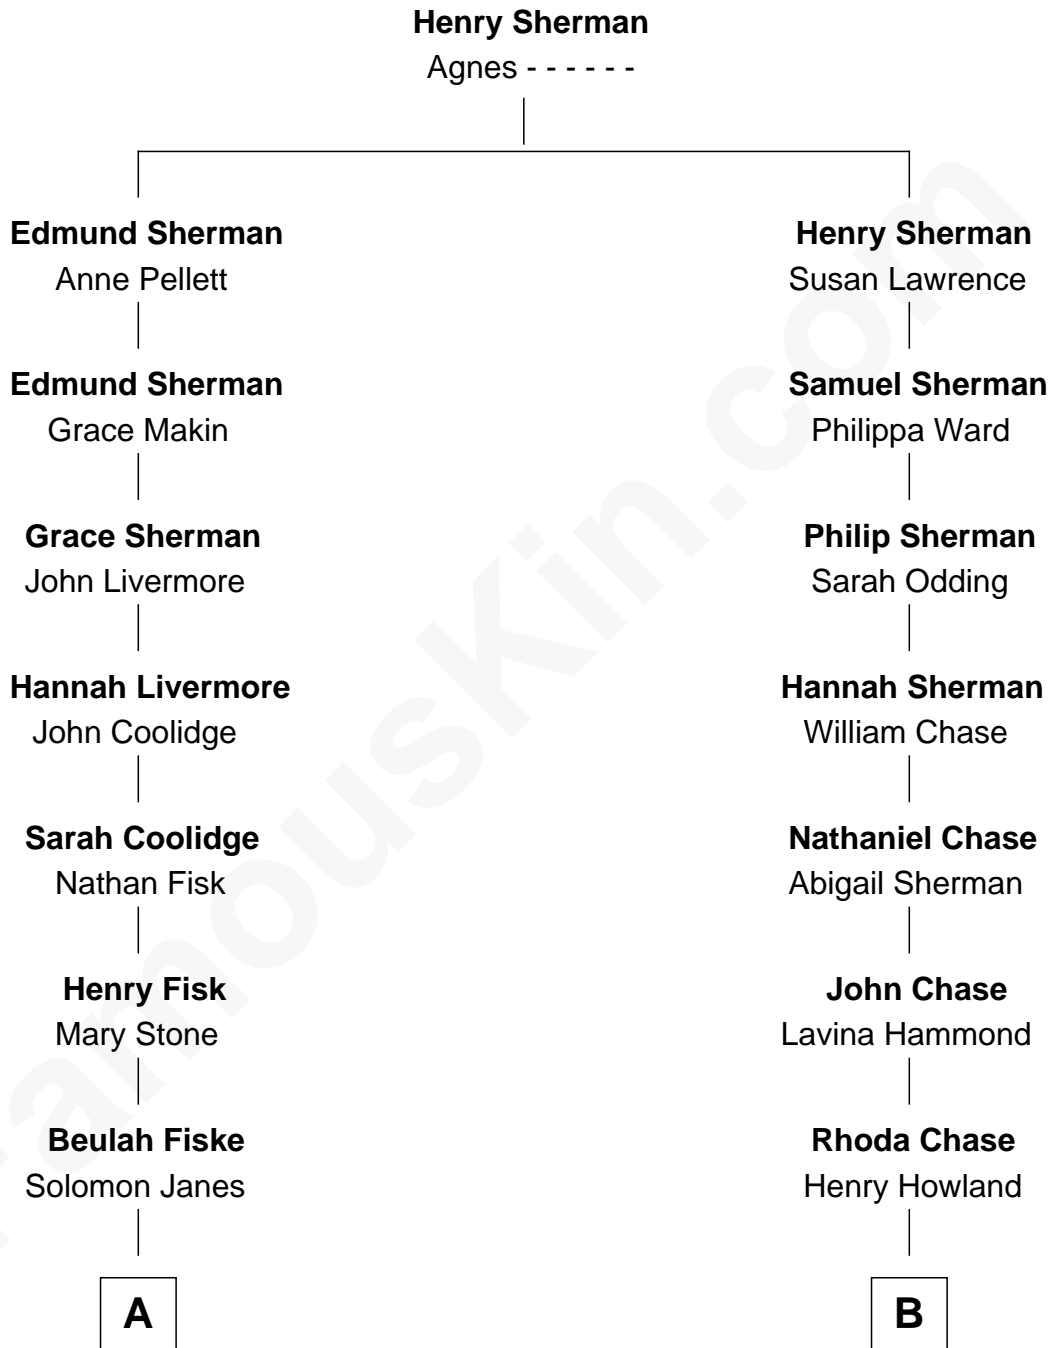 Henry Sherman
Agnes - - - - - -
Edmund Sherman
Anne Pellett
Henry Sherman
Susan Lawrence
Edmund Sherman
Grace Makin
Samuel Sherman
Philippa Ward
Grace Sherman
John Livermore
Philip Sherman
Sarah Odding
Hannah Livermore
John Coolidge
Hannah Sherman
William Chase
Sarah Coolidge
Nathan Fisk
Nathaniel Chase
Abigail Sherman
Henry Fisk
Mary Stone
John Chase
Lavina Hammond
Beulah Fiske
Solomon Janes
Rhoda Chase
Henry Howland
A
B
FamousKin.com